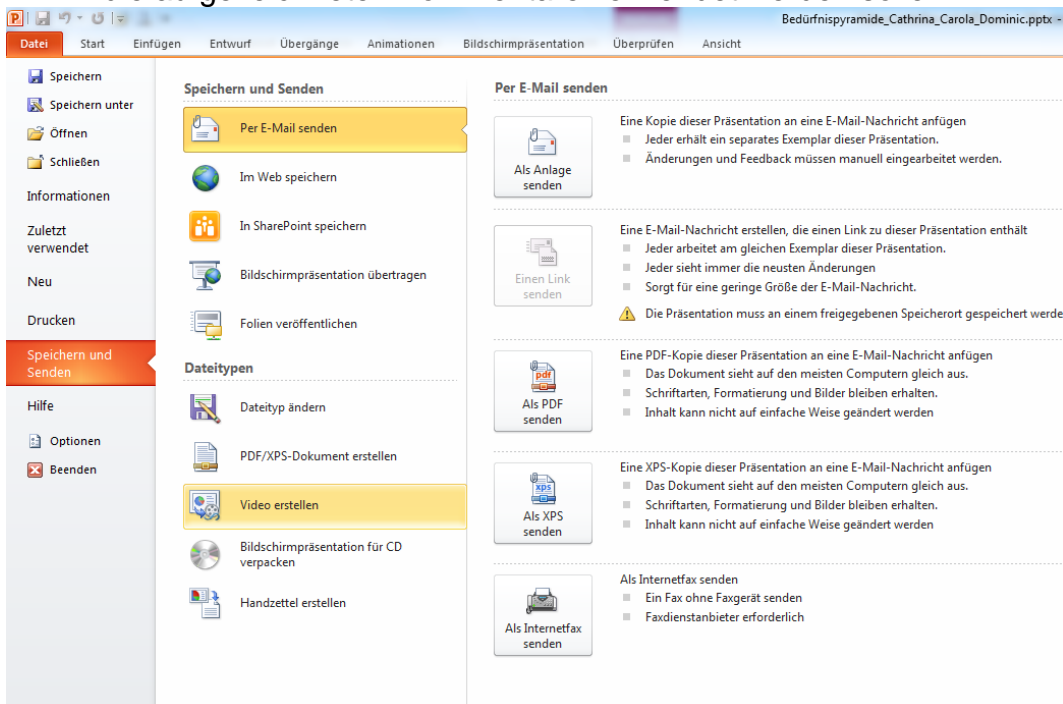 Bedürfnispyramide_Cathrina_Carola_Dominic.pptx -
Datei Start Einfügen Entwurf Übergänge Animationen Bildschirmpräsentation Überprüfen Ansicht
Speichern
Speichern unter
Öffnen
Schließen
Informationen
Zuletzt
verwendet
Neu
Drucken
Speichern und
Senden
Hilfe
Optionen
Beenden
Speichern und Senden
Per E-Mail senden
Im Web speichern
In SharePoint speichern
Bildschirmpräsentation übertragen
Folien veröffentlichen
Dateitypen
Dateityp ändern
PDF/XPS-Dokument erstellen
Video erstellen
Bildschirmpräsentation für CD
verpacken
Handzettel erstellen
Per E-Mail senden
Als Anlage
senden
Eine Kopie dieser Präsentation an eine E-Mail-Nachricht anfügen
Jeder erhält ein separates Exemplar dieser Präsentation.
Änderungen und Feedback müssen manuell eingearbeitet werden.
Einen Link
senden
Eine E-Mail-Nachricht erstellen, die einen Link zu dieser Präsentation enthält
Jeder arbeitet am gleichen Exemplar dieser Präsentation.
Jeder sieht immer die neusten Änderungen
Sorgt für eine geringe Größe der E-Mail-Nachricht.
Die Präsentation muss an einem freigegebenen Speicherort gespeichert werde
pdf
Als PDF
senden
Eine PDF-Kopie dieser Präsentation an eine E-Mail-Nachricht anfügen
Das Dokument sieht auf den meisten Computern gleich aus.
Schriftarten, Formatierung und Bilder bleiben erhalten.
Inhalt kann nicht auf einfache Weise geändert werden
xps
Als XPS
senden
Eine XPS-Kopie dieser Präsentation an eine E-Mail-Nachricht anfügen
Das Dokument sieht auf den meisten Computern gleich aus.
Schriftarten, Formatierung und Bilder bleiben erhalten.
Inhalt kann nicht auf einfache Weise geändert werden
Als Internetfax
senden
Als Internetfax senden
Ein Fax ohne Faxgerät senden
Faxdienstanbieter erforderlich